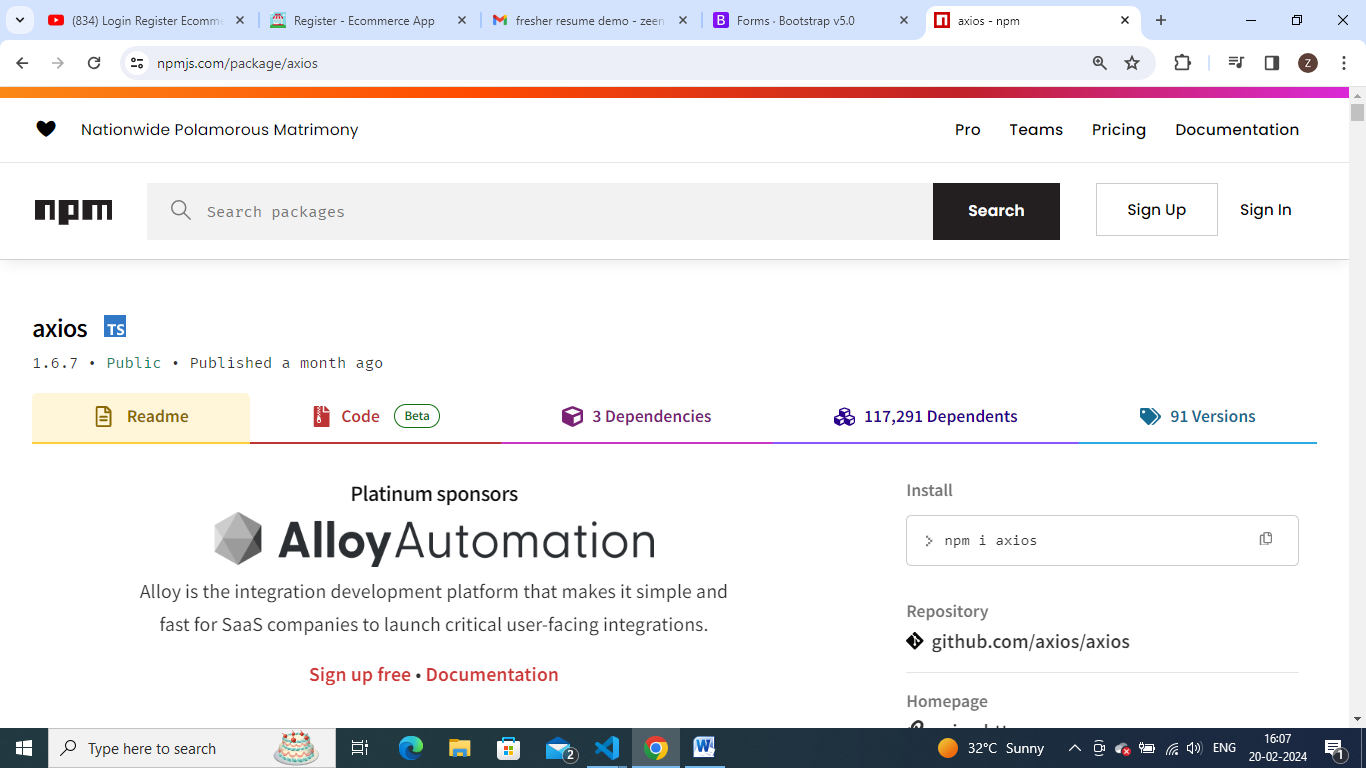 (834) Login Register Ecomme
Register - Ecommerce App
fresher resume demo - zeen
Forms · Bootstrap v5.0
axios - npm
npmjs.com/package/axios
Z
Nationwide Polamorous Matrimony
Pro
Teams
Pricing
Documentation
npm
Search packages
Search
Sign Up
Sign In
axios TS
1.6.7 • Public • Published a month ago
Readme
Code Beta
3 Dependencies
117,291 Dependents
91 Versions
Platinum sponsors
AlloyAutomation
Alloy is the integration development platform that makes it simple and
fast for SaaS companies to launch critical user-facing integrations.
Sign up free • Documentation
Install
> npm i axios
Repository
github.com/axios/axios
Homepage
Type here to search
2
W
32°C Sunny
ENG
16:07
20-02-2024
1